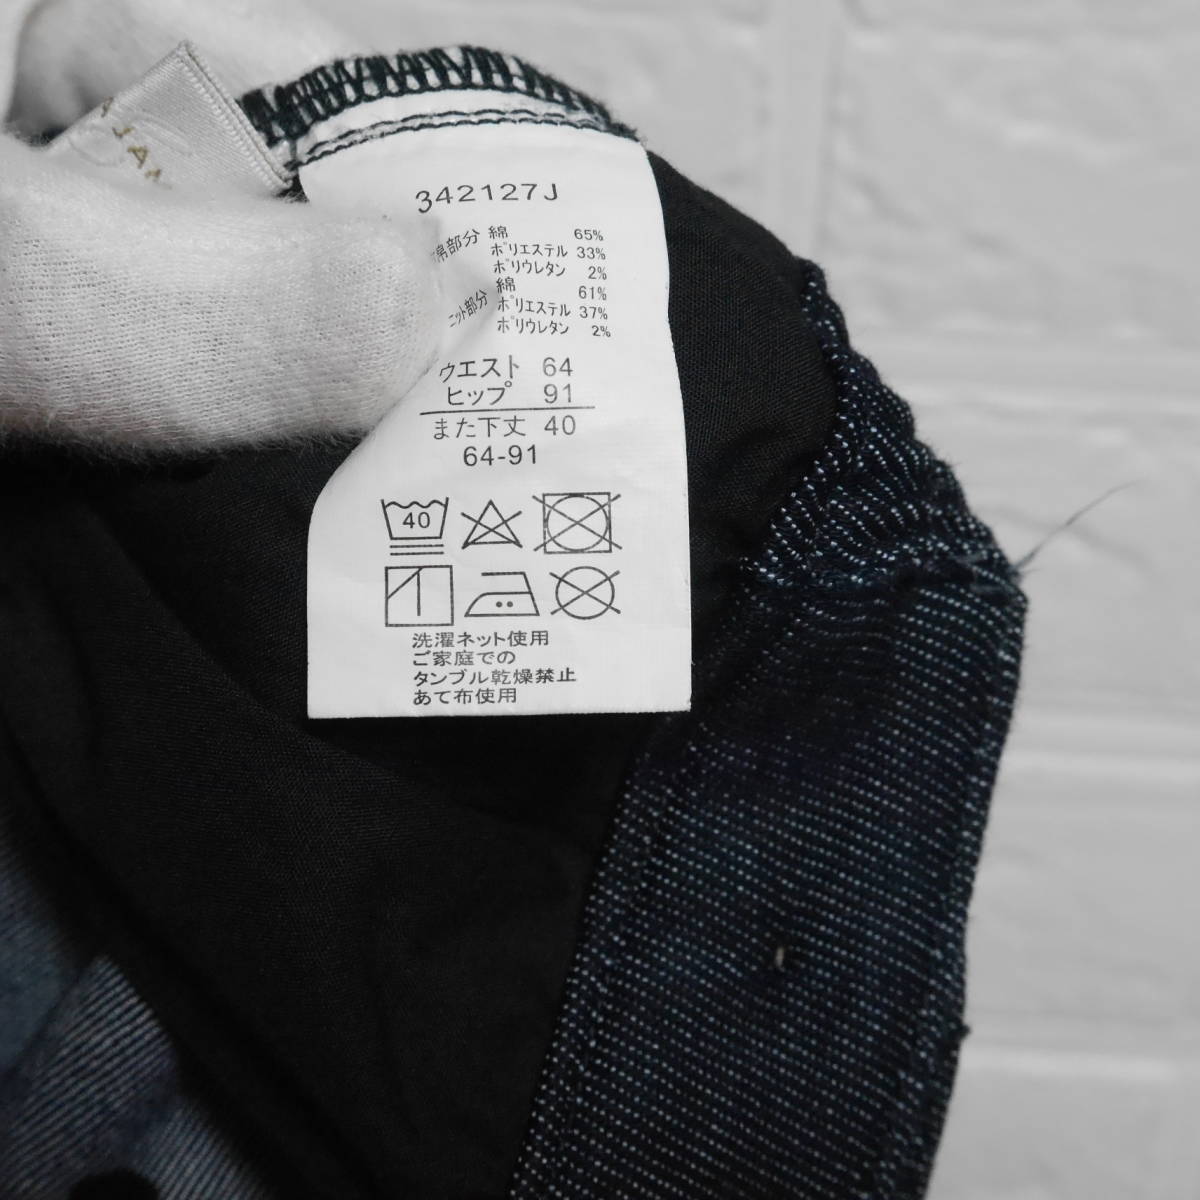 AJA
342127J
帛部分 綿 65%
ポリエステル 33%
ポリウレタン 2%
ニット部分 綿 61%
ポリエステル 37%
ポリウレタン 2%
ウエスト 64
ヒップ 91
また下丈 40
64-91
40
洗濯ネット使用
ご家庭での
タンブル乾燥禁止
あて布使用